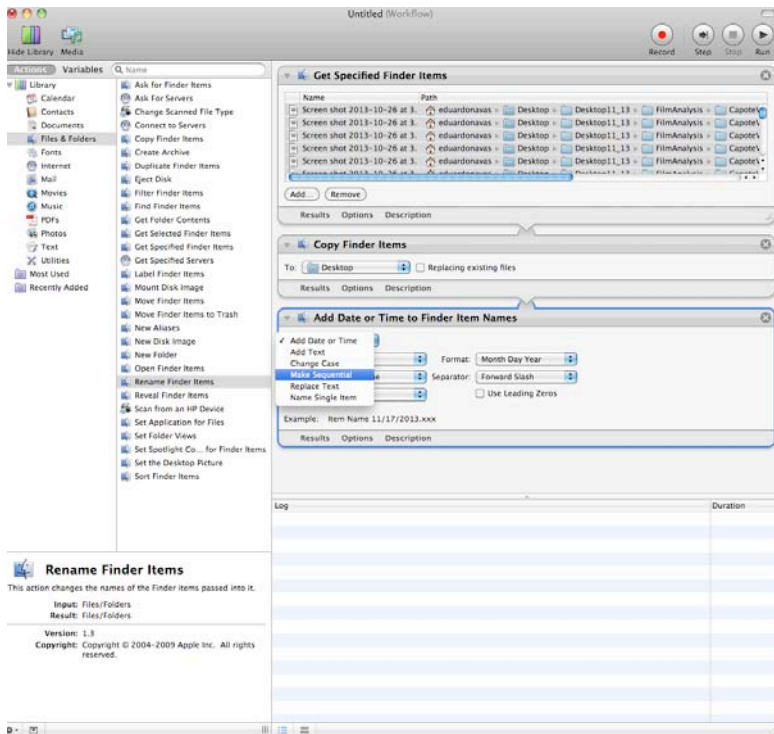 Untitled (Workflow)
Hide Library Media
Record Step Stop Run
Actions Variables
Name
Library
Calendar
Contacts
Documents
Files & Folders
Fonts
Internet
Mail
Movies
Music
PDFs
Photos
Text
Utilities
Most Used
Recently Added
Ask for Finder Items
Ask For Servers
Change Scanned File Type
Connect to Servers
Copy Finder Items
Create Archive
Duplicate Finder Items
Eject Disk
Filter Finder Items
Find Finder Items
Get Folder Contents
Get Selected Finder Items
Get Specified Finder Items
Get Specified Servers
Label Finder Items
Mount Disk Image
Move Finder Items
Move Finder Items to Trash
New Aliases
New Disk Image
New Folder
Open Finder Items
Rename Finder Items
Reveal Finder Items
Scan from an HP Device
Set Application for Files
Set Folder Views
Set Spotlight Co... for Finder Items
Set the Desktop Picture
Sort Finder Items
Get Specified Finder Items
Name Path
Screen shot 2013-10-26 at 3. eduardonavas Desktop Desktop11_13 FilmAnalysis Capote
Screen shot 2013-10-26 at 3. eduardonavas Desktop Desktop11_13 FilmAnalysis Capote
Screen shot 2013-10-26 at 3. eduardonavas Desktop Desktop11_13 FilmAnalysis Capote
Screen shot 2013-10-26 at 3. eduardonavas Desktop Desktop11_13 FilmAnalysis Capote
Screen shot 2013-10-26 at 3. eduardonavas Desktop Desktop11_13 FilmAnalysis Capote
Add... Remove
Results Options Description
Copy Finder Items
To: Desktop Replacing existing files
Results Options Description
Add Date or Time to Finder Item Names
✓ Add Date or Time
Add Text
Change Case
Make Sequential
Replace Text
Name Single Item
Format: Month Day Year
Separator: Forward Slash
Use Leading Zeros
Example: Item Name 11/17/2013.xxx
Results Options Description
Log Duration
Rename Finder Items
This action changes the names of the Finder items passed into it.
Input: Files/Folders
Result: Files/Folders
Version: 1.3
Copyright: Copyright © 2004-2009 Apple Inc. All rights
reserved.